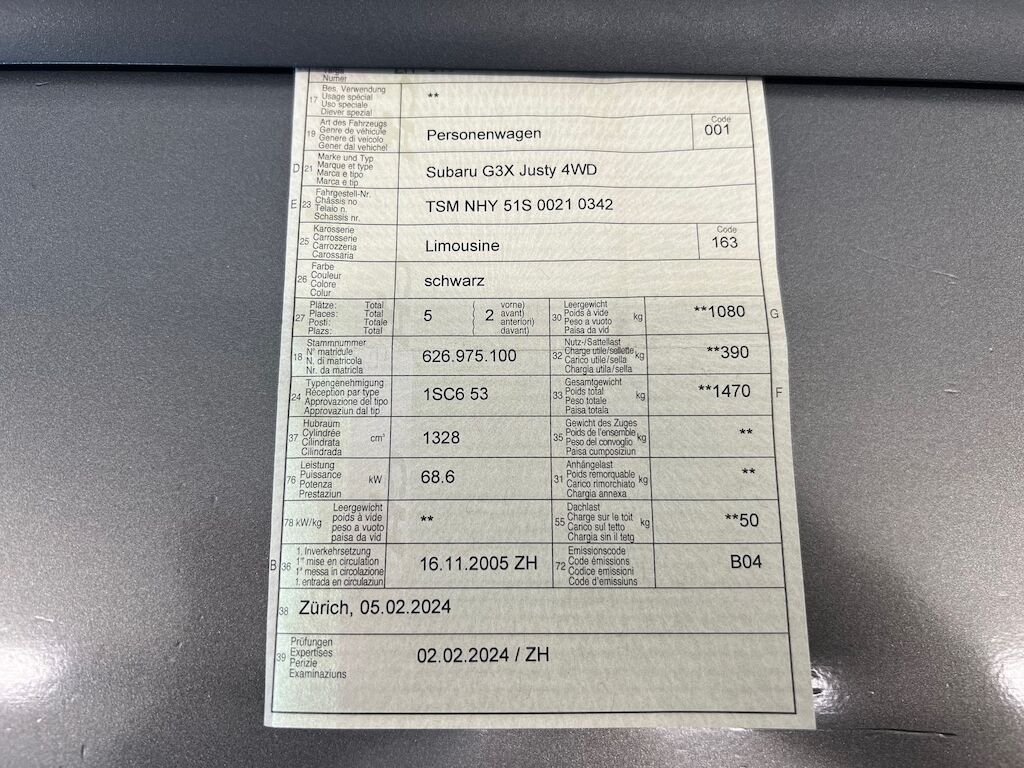 Numer
17 Bes. Verwendung
Usage spécial
Uso speciale
Diever spezial
**
19 Art des Fahrzeugs
Genre de véhicule
Genere di veicolo
Gener dal vehichel
Personenwagen
Code
001
D 21 Marke und Typ
Marque et type
Marca e tipo
Marca e tip
Subaru G3X Justy 4WD
E 23 Fahrgestell-Nr.
Châssis no
Telaio n.
Schassis nr.
TSM NHY 51S 0021 0342
25 Karosserie
Carrosserie
Carrozzeria
Carossaria
Limousine
Code
163
26 Farbe
Couleur
Colore
Colur
schwarz
27 Plätze: Total
Places: Total
Posti: Totale
Plazs: Total
5 ( 2 vorne)
( avant)
( anteriori)
( davant)
30 Leergewicht
Poids à vide
Peso a vuoto
Paisa da vid
kg
**1080 G
18 Stammnummer
N° matricule
N. di matricola
Nr. da matricla
626.975.100
32 Nutz-/Sattellast
Charge utile/sellette
Carico utile/sella
Chargia utila/sella
kg
**390
24 Typengenehmigung
Réception par type
Approvazione del tipo
Approvaziun dal tip
1SC6 53
33 Gesamtgewicht
Poids total
Peso totale
Paisa totala
kg
**1470 F
37 Hubraum
Cylindrée
Cilindrata
Cilindrada
cm³
1328
35 Gewicht des Zuges
Poids de l'ensemble
Peso del convoglio
Paisa cumposiziun
kg
**
76 Leistung
Puissance
Potenza
Prestaziun
kW
68.6
31 Anhängelast
Poids remorquable
Carico rimorchiato
Chargia annexa
kg
**
78 kW/kg Leergewicht
poids à vide
peso a vuoto
paisa da vid
**
55 Dachlast
Charge sur le toit
Carico sul tetto
Chargia sin il tetg
kg
**50
B 36 1. Inverkehrsetzung
1re mise en circulation
1a messa in circolazione
1. entrada en circulaziun
16.11.2005 ZH
72 Emissionscode
Code émissions
Codice emissioni
Code d'emissiuns
B04
38 Zürich, 05.02.2024
39 Prüfungen
Expertises
Perizie
Examinaziuns
02.02.2024 / ZH